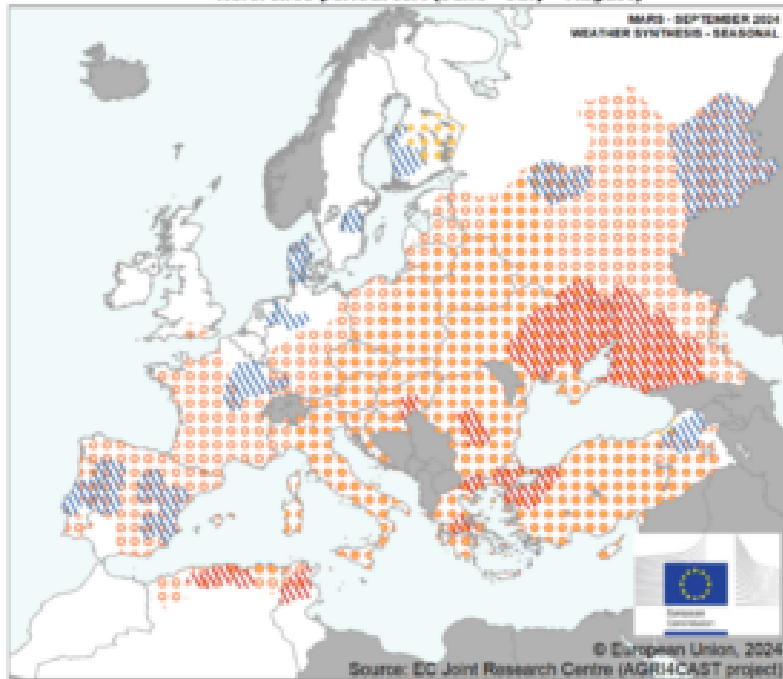 MARS - SEPTEMBER 2024
WEATHER SYNTHESIS - SEASONAL
European
Commission
© European Union, 2024
Source: EC Joint Research Centre (AGRI4CAST project)